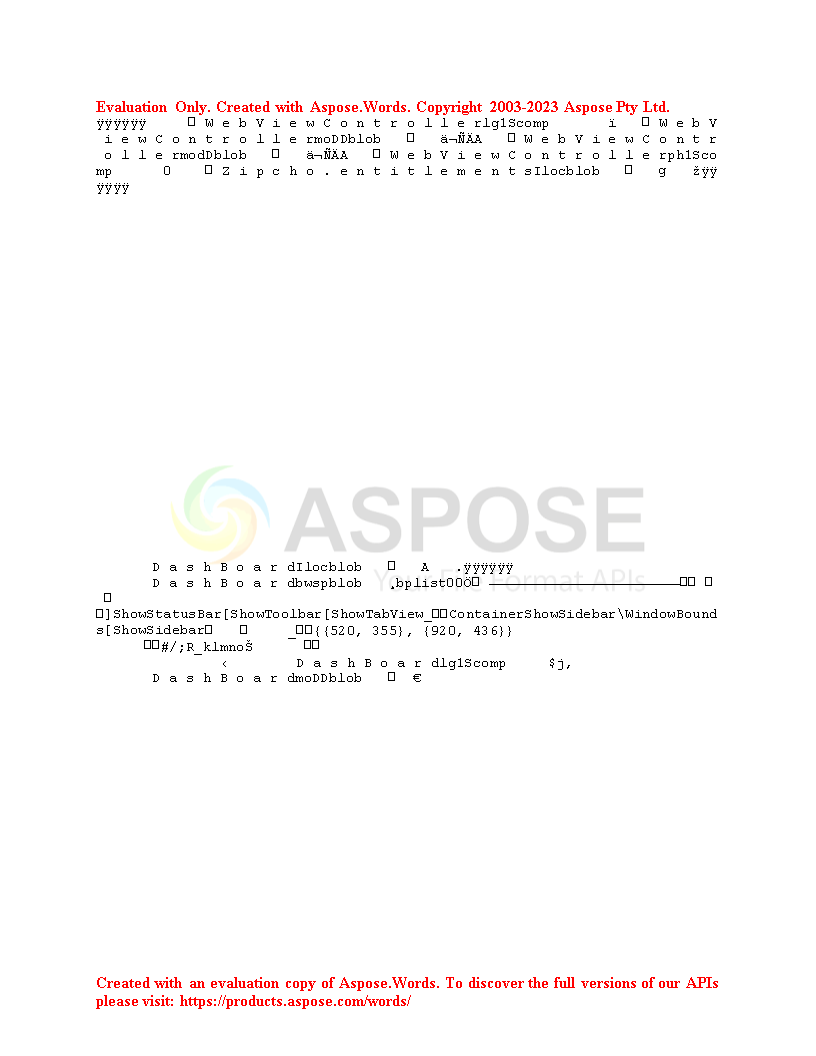 Evaluation Only. Created with Aspose.Words. Copyright 2003-2023 Aspose Pty Ltd.
ÿÿÿÿÿÿ □ W e b V i e w C o n t r o l l e rlg1Scomp ï □ W e b V
i e w C o n t r o l l e rmoDDblob □ ä¬ÑÄA □ W e b V i e w C o n t r
o l l e rmodDblob □ ä¬ÑÄA □ W e b V i e w C o n t r o l l e rph1Sco
mp 0 □ Z i p c h o . e n t i t l e m e n t sIlocblob □ g žÿÿ
ÿÿÿÿ
ASPOSE
Your File Format APIs
D a s h B o a r dIlocblob □ A .ÿÿÿÿÿÿ
D a s h B o a r dbwspblob ¸bplist00Ö□ □□ □
□
□]ShowStatusBar[ShowToolbar[ShowTabView_□□ContainerShowSidebar\WindowBound
s[ShowSidebar□ □ _□□{{520, 355}, {920, 436}}
□□#/;R_klmnoŠ □□
‹ D a s h B o a r dlg1Scomp $j,
D a s h B o a r dmoDDblob □ €
Created with an evaluation copy of Aspose.Words. To discover the full versions of our APIs
please visit: https://products.aspose.com/words/